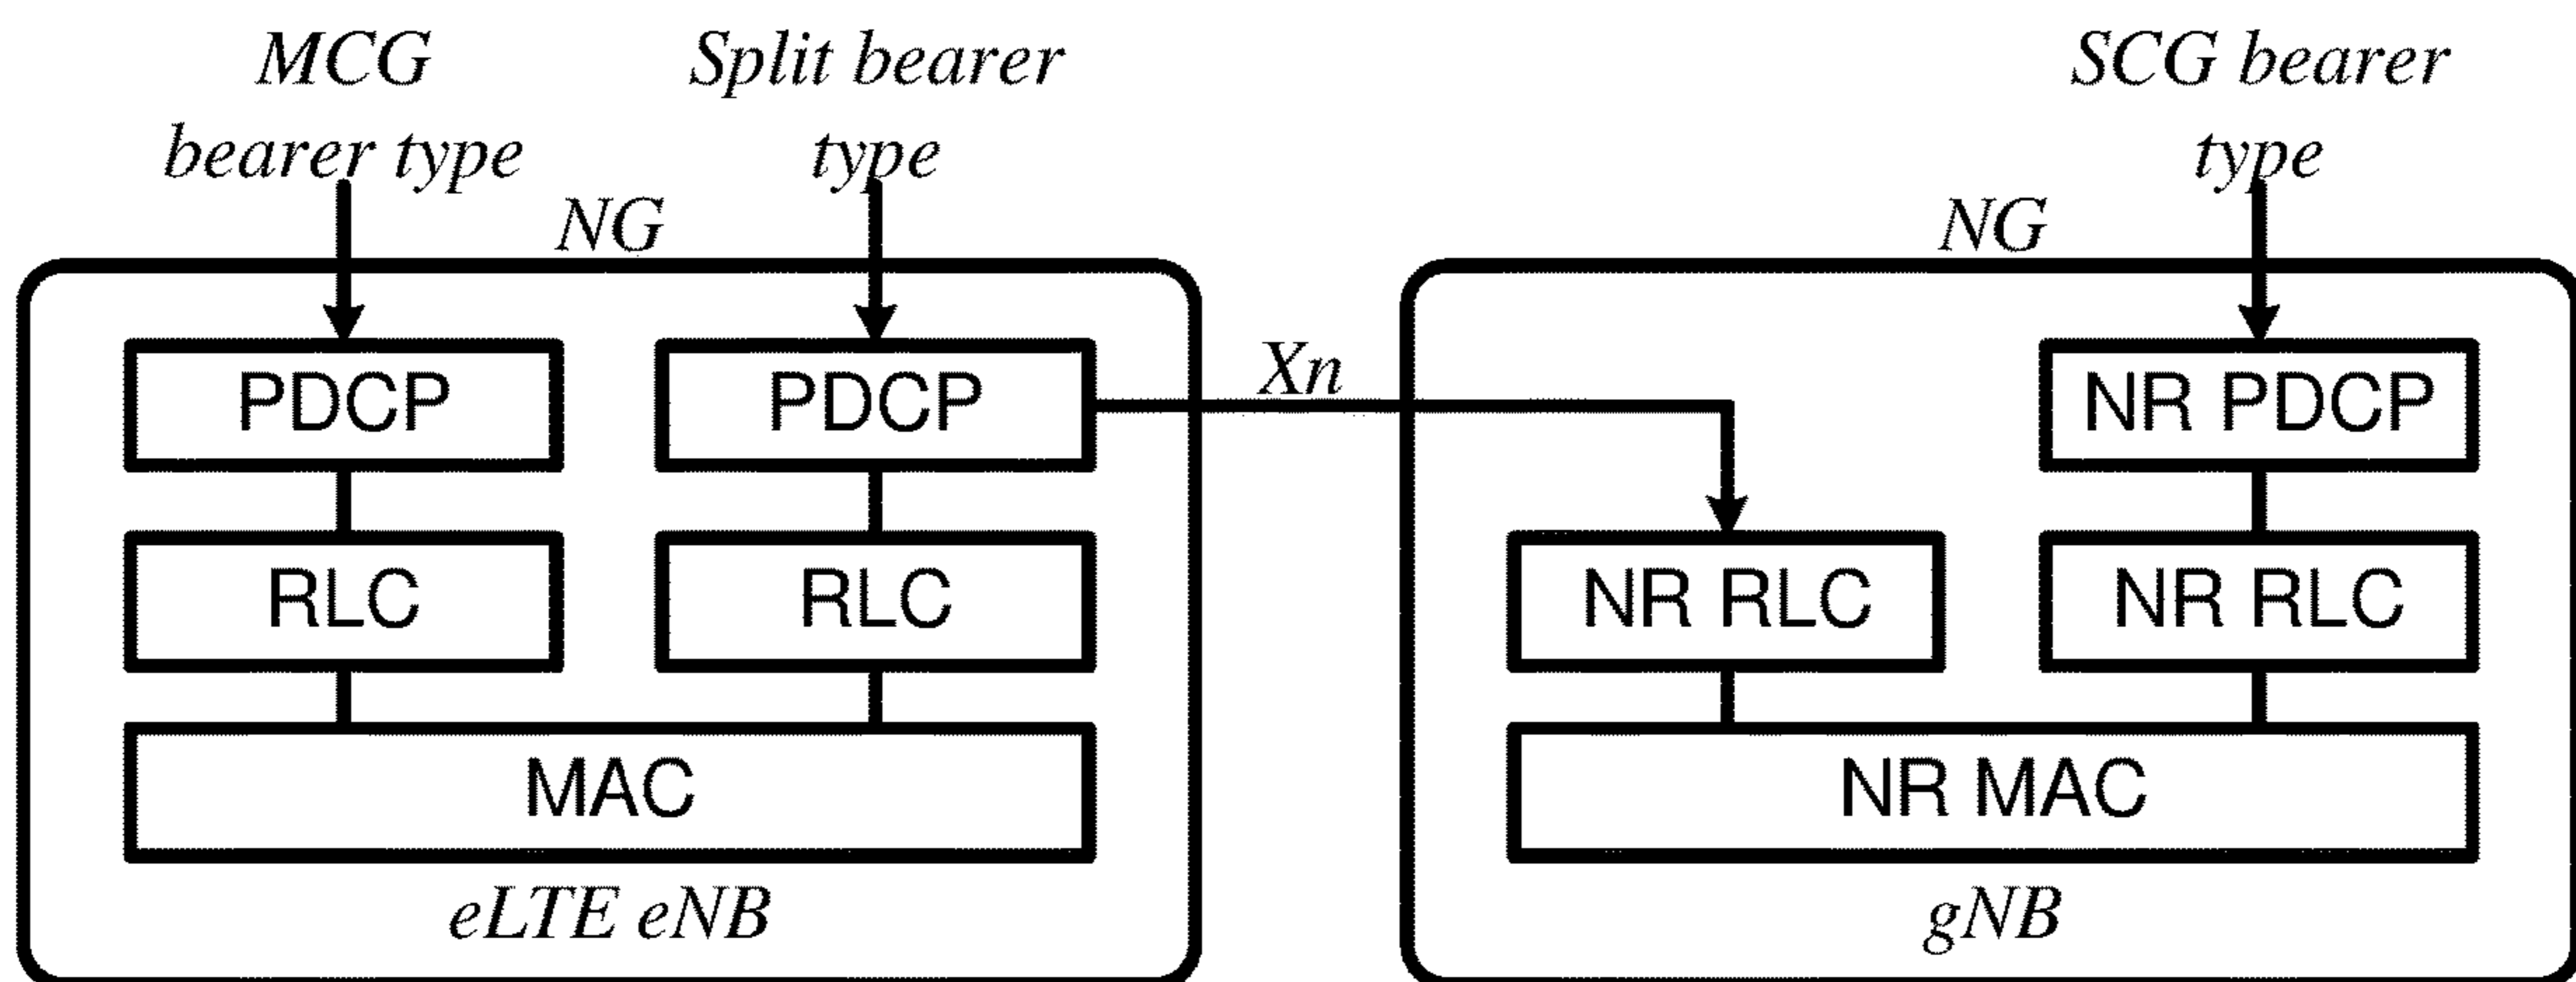 MCG
bearer type
Split bearer
type
SCG bearer
type
NG
NG
PDCP
PDCP
Xn
NR PDCP
RLC
RLC
NR RLC
NR RLC
MAC
NR MAC
eLTE eNB
gNB